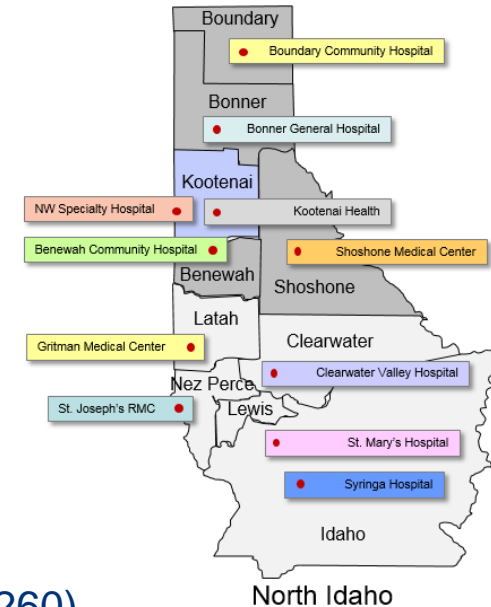 Boundary
Boundary Community Hospital
Bonner
Bonner General Hospital
Kootenai
NW Specialty Hospital
Kootenai Health
Benewah Community Hospital
Shoshone Medical Center
Benewah
Shoshone
Latah
Clearwater
Gritman Medical Center
Clearwater Valley Hospital
Nez Perce
St. Joseph's RMC
Lewis
St. Mary's Hospital
Syringa Hospital
Idaho
260)
North Idaho